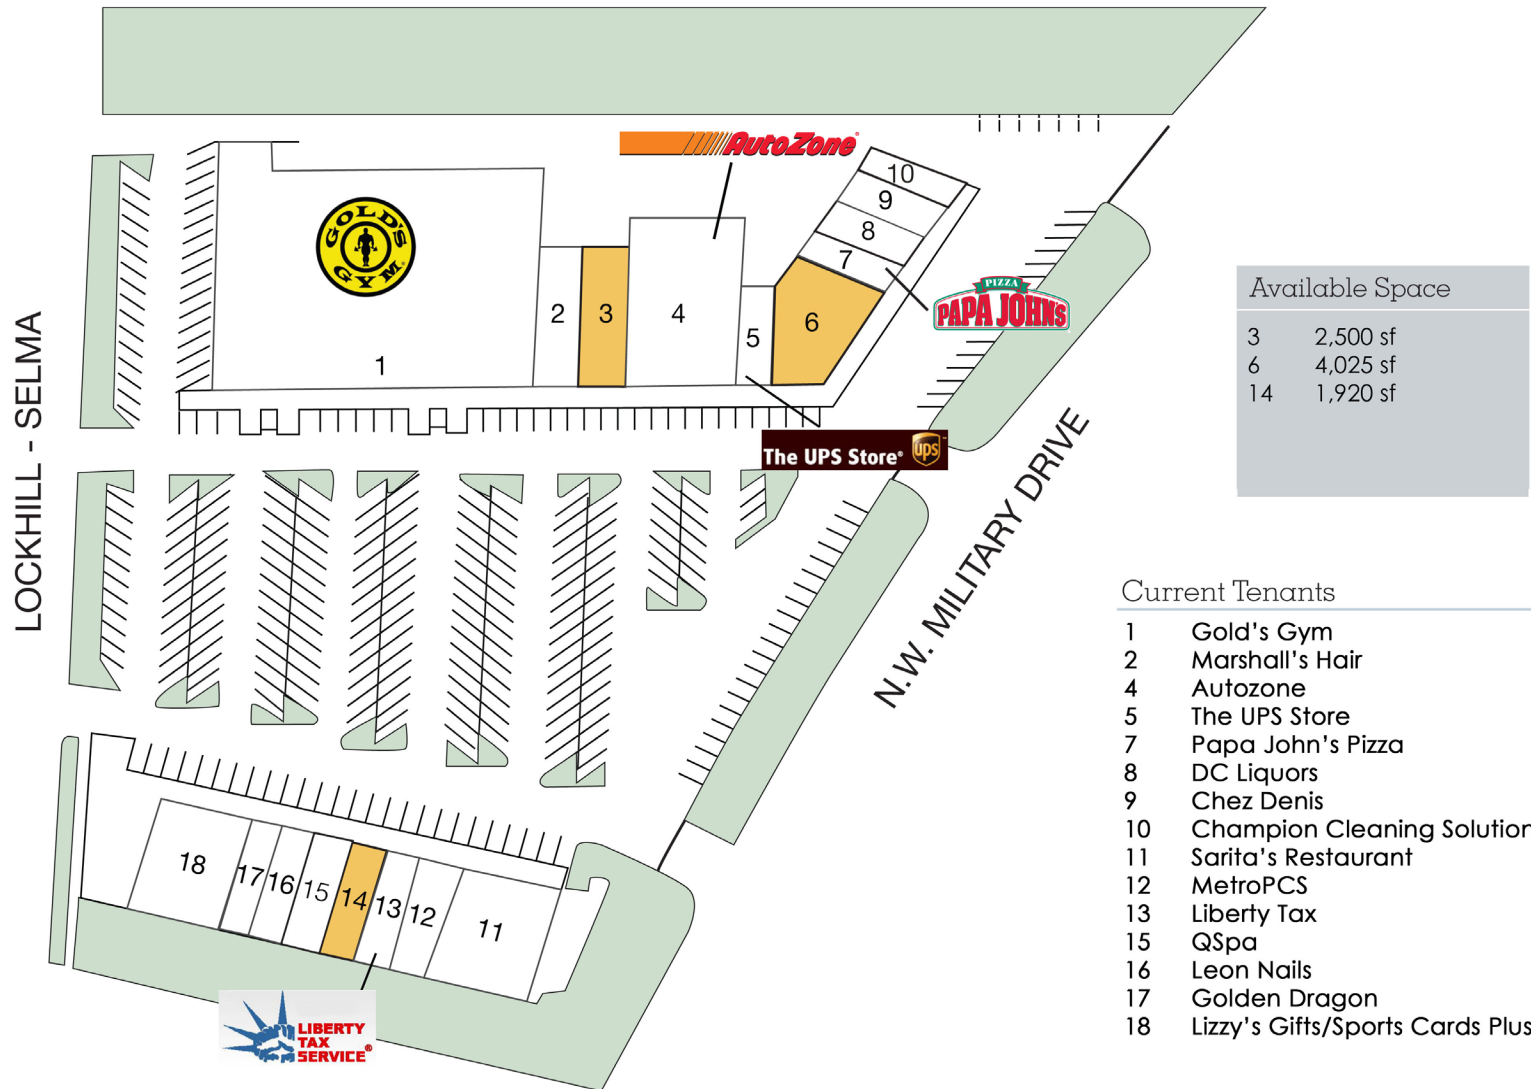 LOCKHILL - SELMA
GOLD'S
GYM
AutoZone
1
2
3
4
5
6
7
8
9
10
PIZZA
PAPA JOHN'S
The UPS Store®
ups
N.W. MILITARY DRIVE
18
17
16
15
14
13
12
11
LIBERTY
TAX
SERVICE®
Available Space
3 2,500 sf
6 4,025 sf
14 1,920 sf
Current Tenants
1 Gold's Gym
2 Marshall's Hair
4 Autozone
5 The UPS Store
7 Papa John's Pizza
8 DC Liquors
9 Chez Denis
10 Champion Cleaning Solution
11 Sarita's Restaurant
12 MetroPCS
13 Liberty Tax
15 QSpa
16 Leon Nails
17 Golden Dragon
18 Lizzy's Gifts/Sports Cards Plus